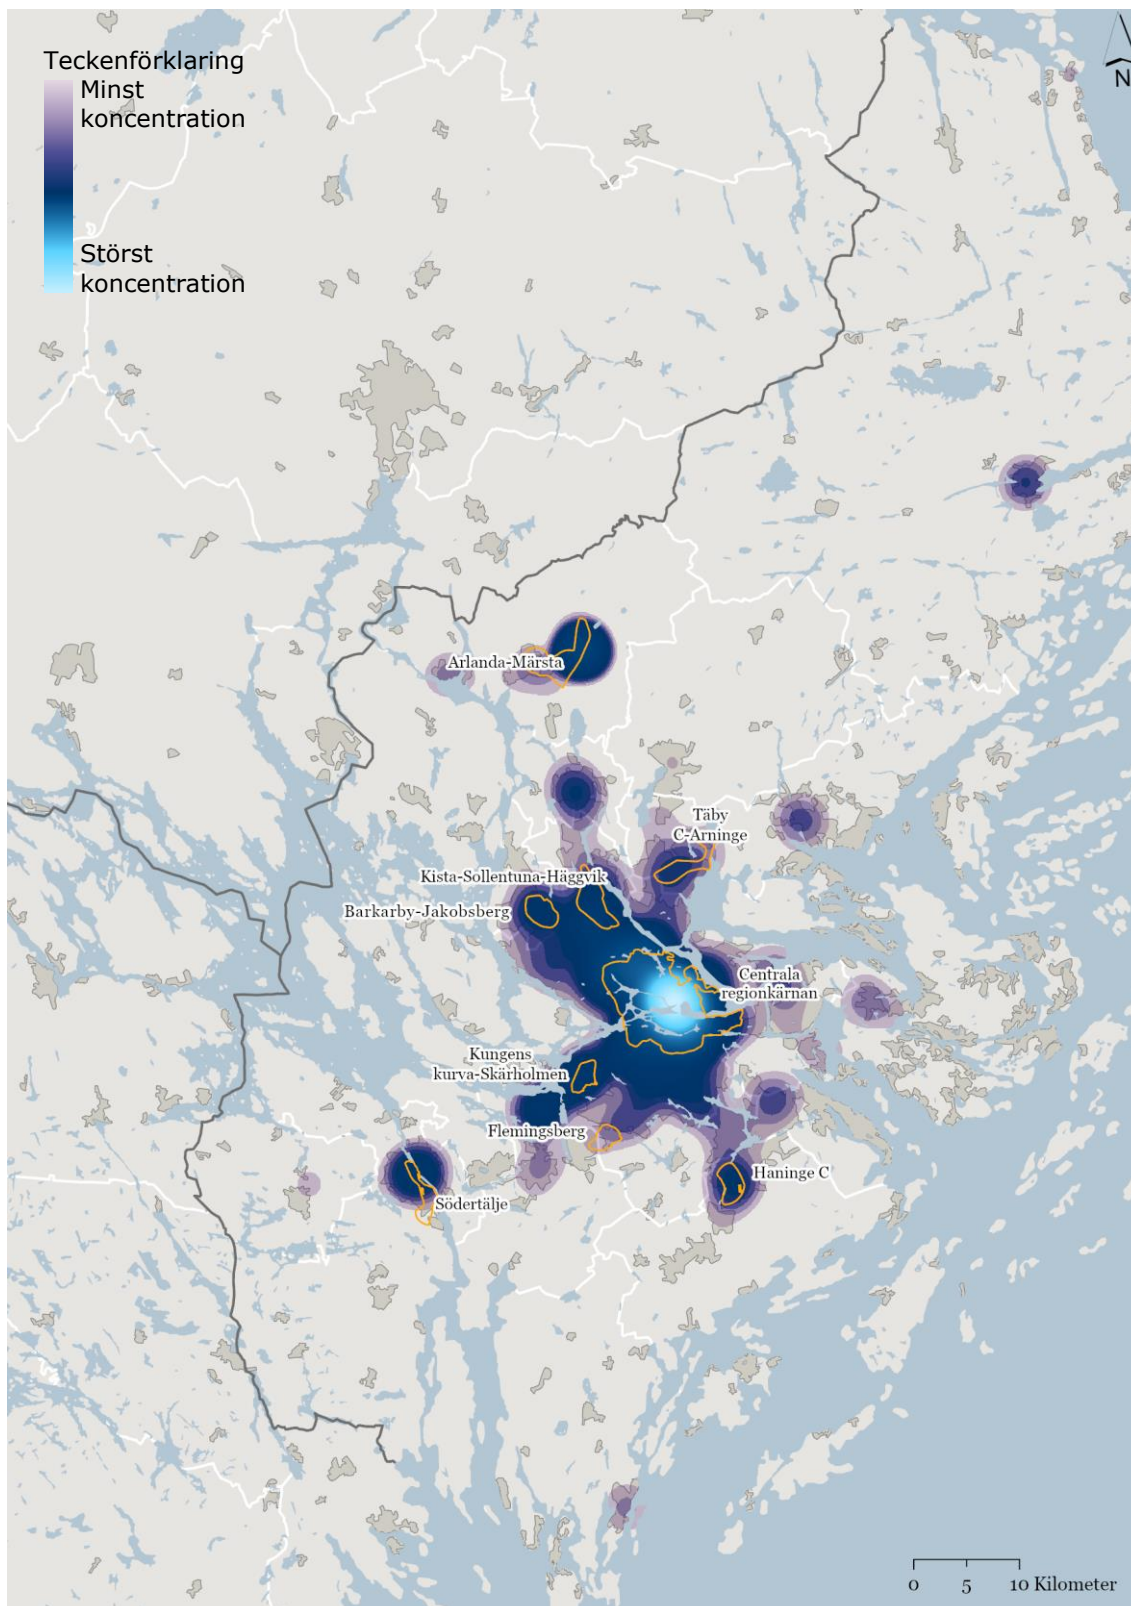 Teckenförklaring
Minst
koncentration
Störst
koncentration
N
Arlanda-Märsta
Täby
C-Arninge
Kista-Sollentuna-Häggvik
Barkarby-Jakobsberg
Centrala
regionkärnan
Kungens
kurva-Skärholmen
Flemingsberg
Haninge C
Södertälje
0 5 10 Kilometer